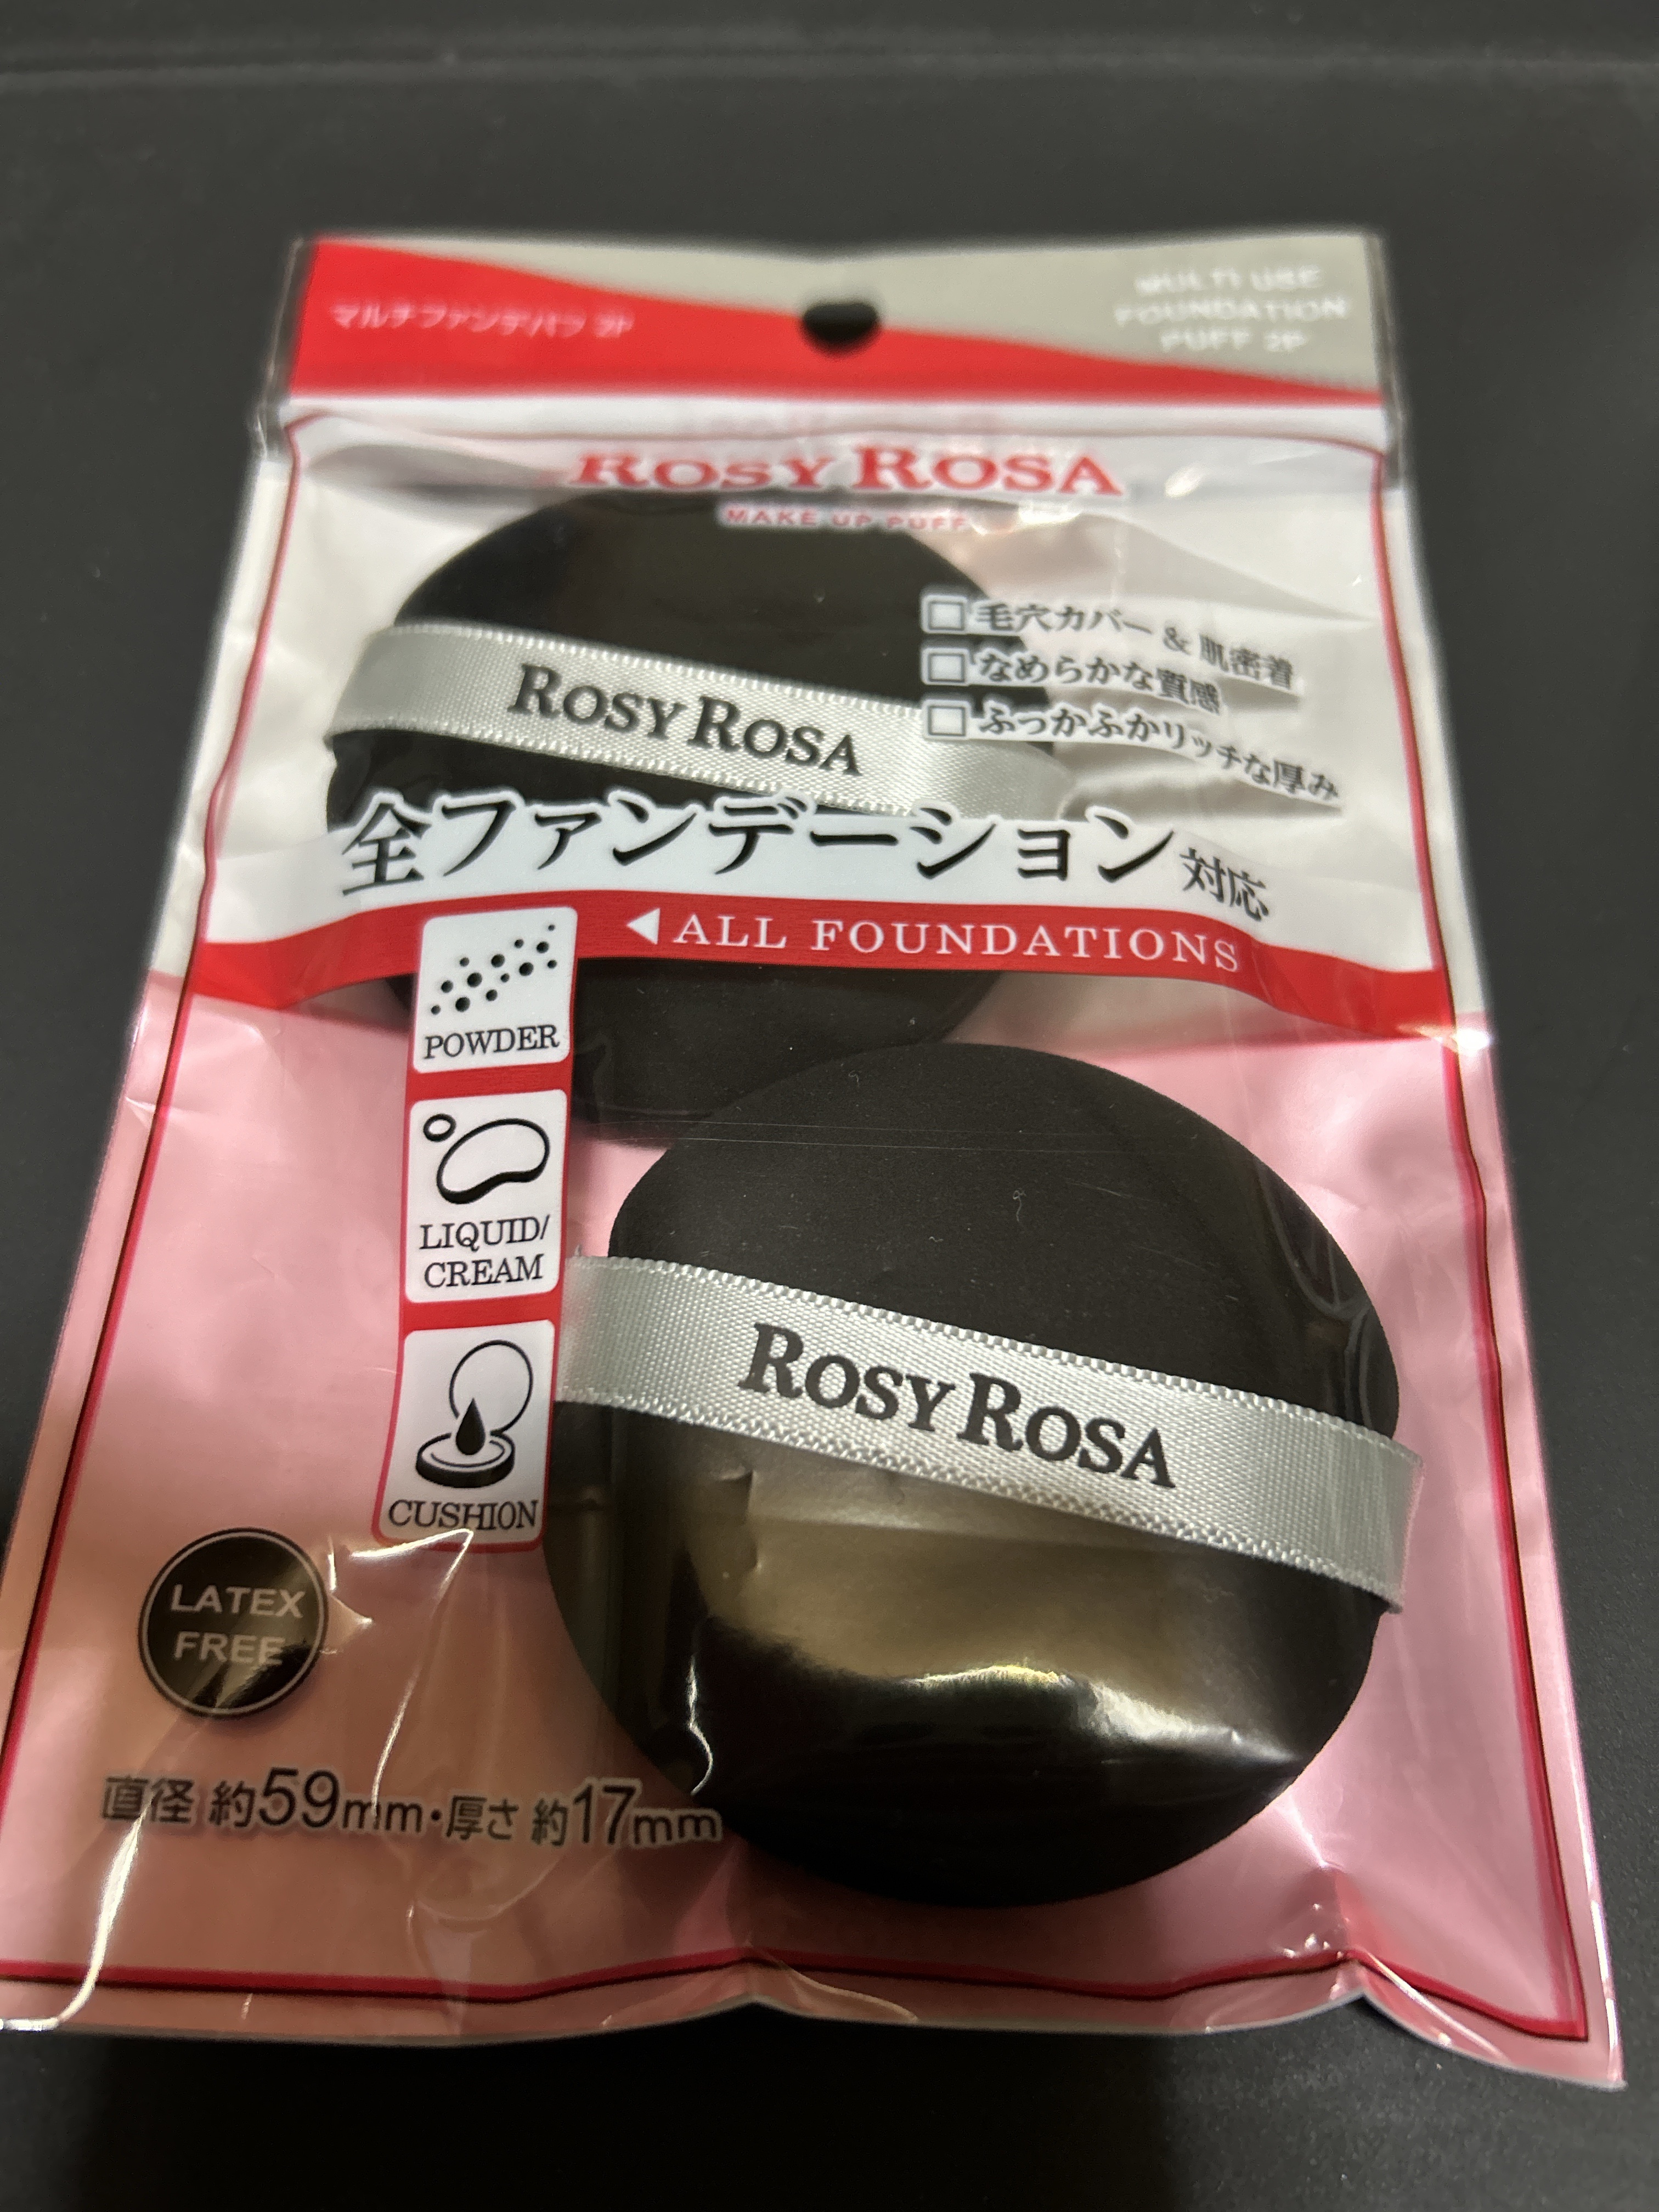 マルチファンデパフ 2P
MULTI USE
FOUNDATION
PUFF 2P
ROSY ROSA
MAKE UP PUFF
□毛穴カバー & 肌密着
□なめらかな質感
□ふっかふかリッチな厚み
ROSY ROSA
全ファンデーション対応
◀ALL FOUNDATIONS
POWDER
LIQUID/
CREAM
CUSHION
ROSY ROSA
LATEX
FREE
直径 約59mm・厚さ 約17mm